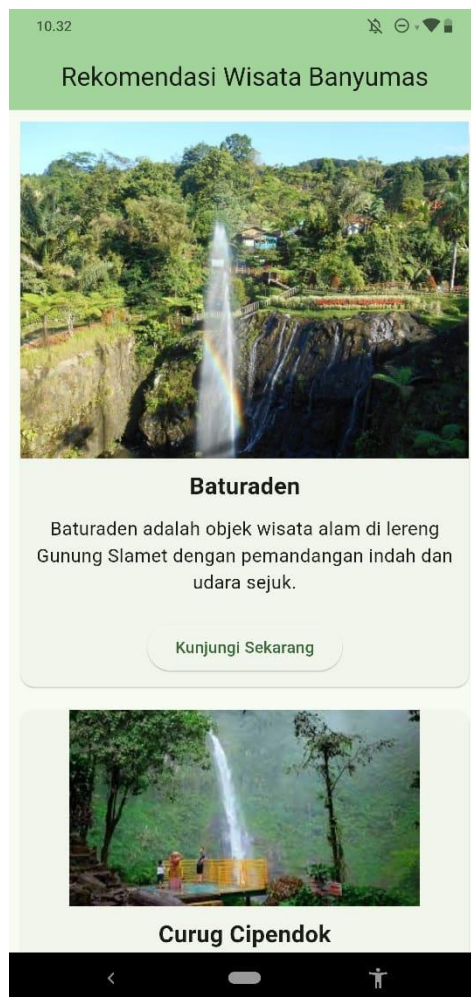 10.32
Rekomendasi Wisata Banyumas
Baturaden
Baturaden adalah objek wisata alam di lereng
Gunung Slamet dengan pemandangan indah dan
udara sejuk.
Kunjungi Sekarang
Curug Cipendok